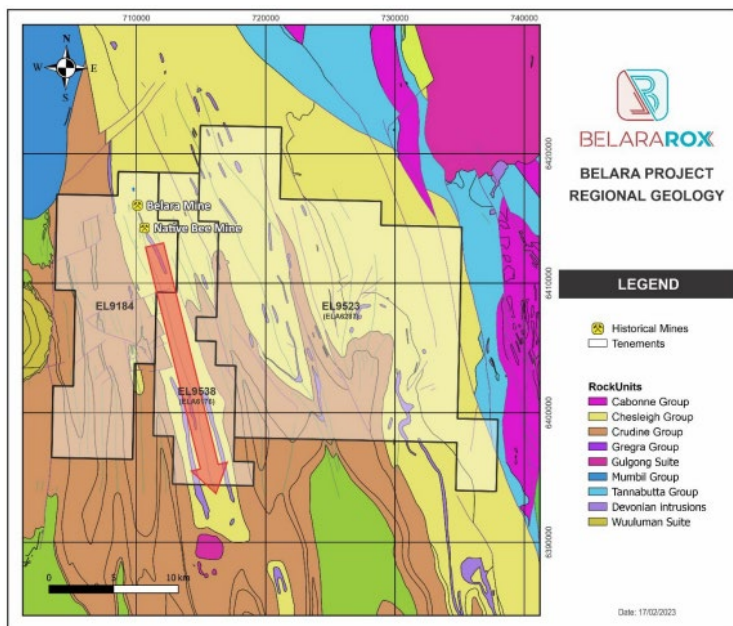 710000
720000
730000
740000
N
W E
S
6420000
6410000
6400000
6390000
Belara Mine
Native Bee Mine
EL9184
EL9523
EL9538
0 5 10 km
BELARAROX
BELARA PROJECT
REGIONAL GEOLOGY
LEGEND
Historical Mines
Tenements
RockUnits
Cabonne Group
Chesleigh Group
Crudine Group
Gregra Group
Gulgong Suite
Mumbil Group
Tannabutta Group
Devonian intrusions
Wuuluman Suite
Date: 17/02/2023